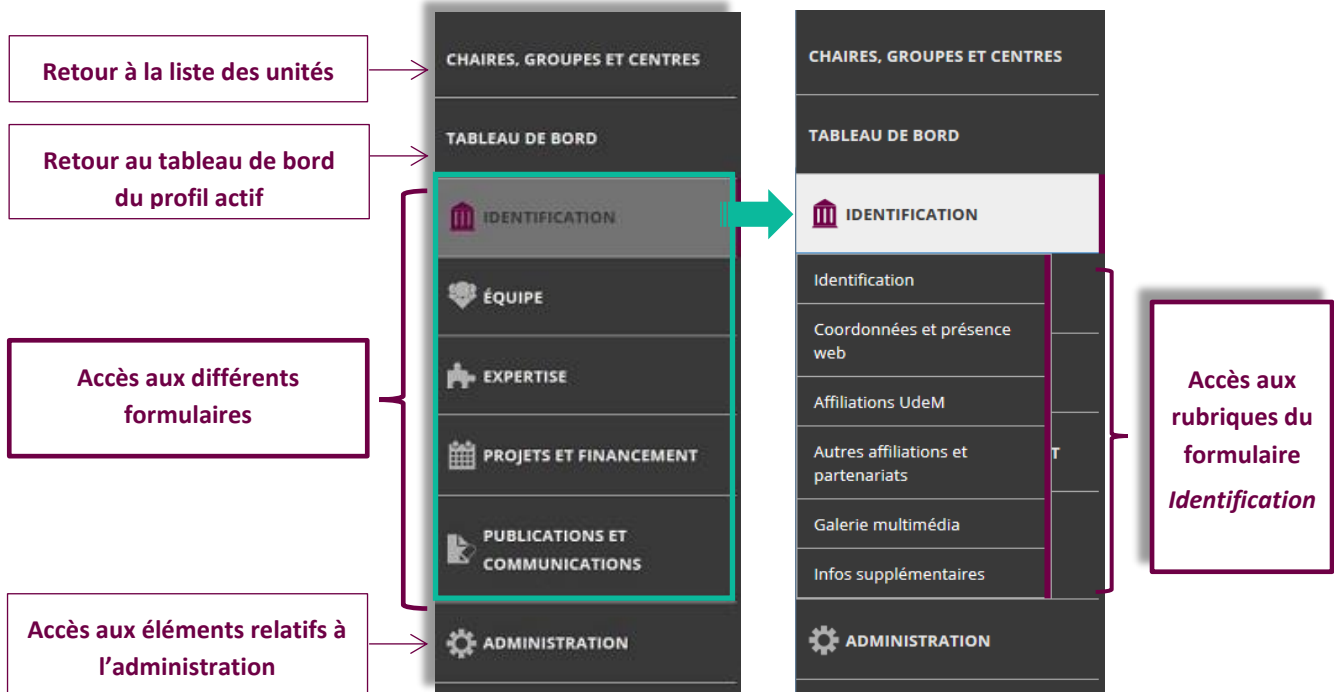 Retour à la liste des unités
Retour au tableau de bord
du profil actif
Accès aux différents
formulaires
Accès aux éléments relatifs à
l'administration
CHAIRES, GROUPES ET CENTRES
TABLEAU DE BORD
IDENTIFICATION
ÉQUIPE
EXPERTISE
PROJETS ET FINANCEMENT
PUBLICATIONS ET
COMMUNICATIONS
ADMINISTRATION
CHAIRES, GROUPES ET CENTRES
TABLEAU DE BORD
IDENTIFICATION
Identification
Coordonnées et présence
web
Affiliations UdeM
Autres affiliations et
partenariats
T
Galerie multimédia
Infos supplémentaires
ADMINISTRATION
Accès aux
rubriques du
formulaire
Identification